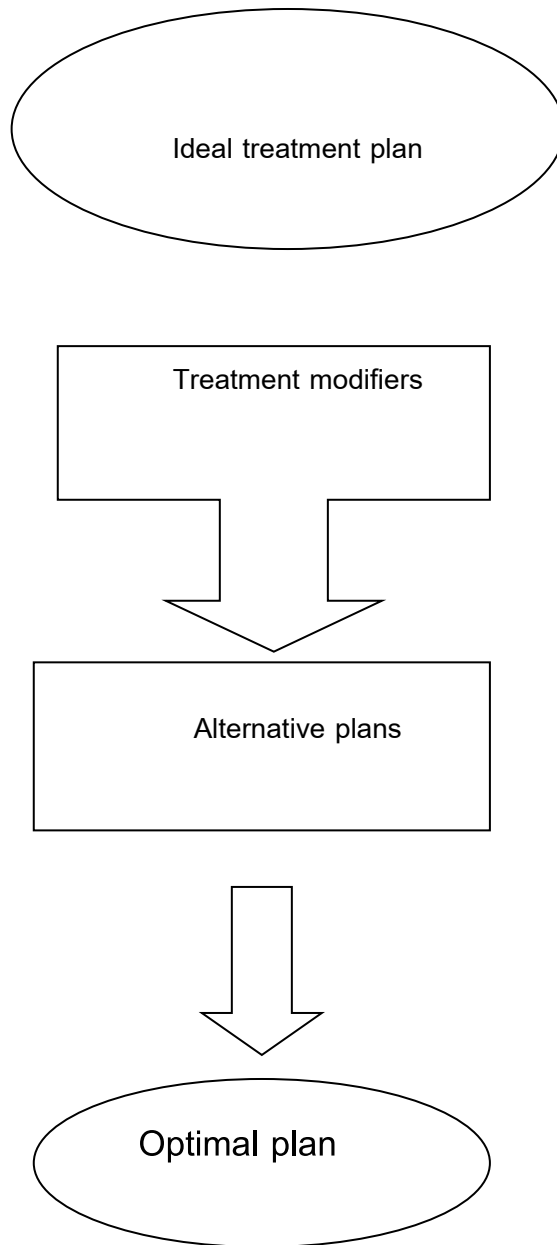 Ideal treatment plan
Treatment modifiers
Alternative plans
Optimal plan